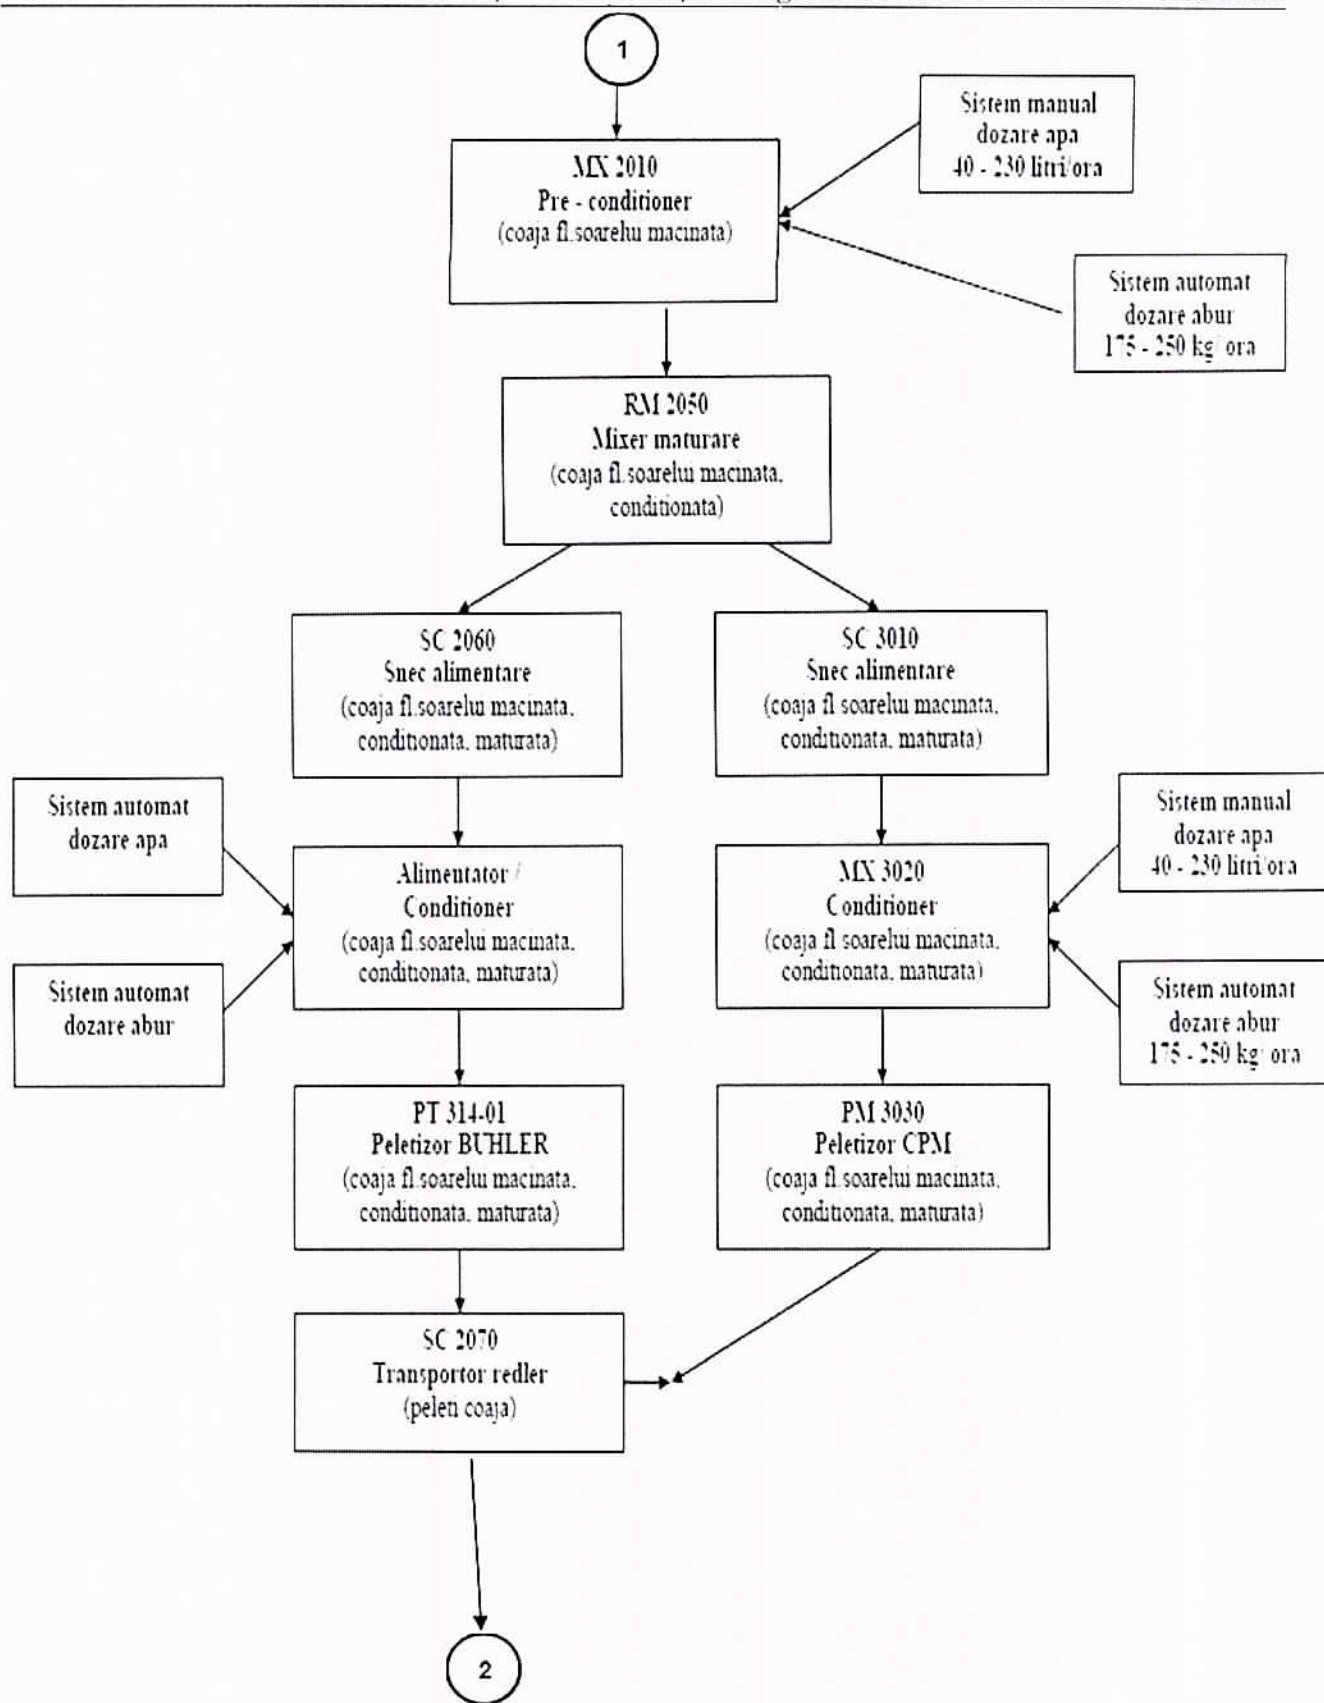 1
Sistem manual
dozare apa
40 - 230 litri/ora
MX 2010
Pre - conditioner
(coaja fl.soarelui macinata)
Sistem automat
dozare abur
175 - 250 kg/ ora
RM 2050
Mixer maturare
(coaja fl.soarelui macinata,
conditionata)
SC 2060
Snec alimentare
(coaja fl.soarelui macinata,
conditionata, maturata)
SC 3010
Snec alimentare
(coaja fl.soarelui macinata,
conditionata, maturata)
Sistem automat
dozare apa
Alimentator /
Conditioner
(coaja fl.soarelui macinata,
conditionata, maturata)
MX 3020
Conditioner
(coaja fl.soarelui macinata,
conditionata, maturata)
Sistem manual
dozare apa
40 - 230 litri/ora
Sistem automat
dozare abur
Sistem automat
dozare abur
175 - 250 kg/ ora
PT 314-01
Peletizor BUHLER
(coaja fl.soarelui macinata,
conditionata, maturata)
PM 3030
Peletizor CPM
(coaja fl.soarelui macinata,
conditionata, maturata)
SC 2070
Transportor redler
(peleti coaja)
2